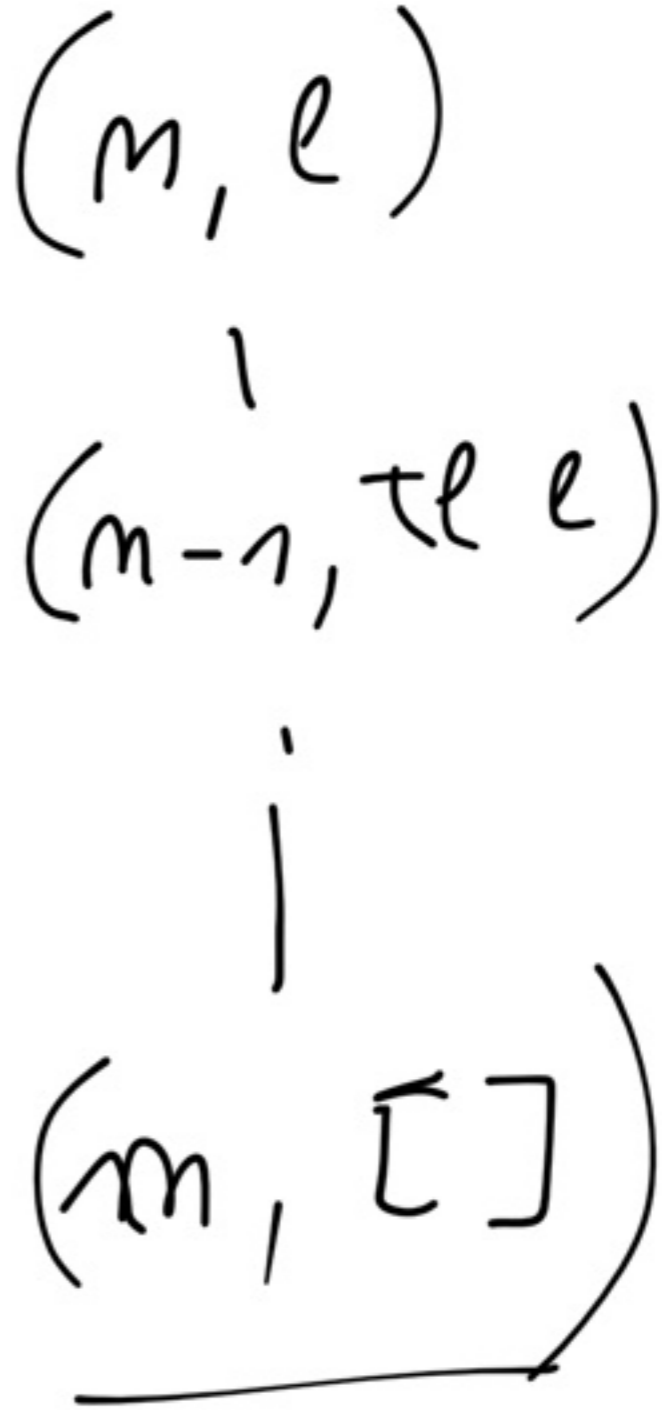 (n, l)
(n-1, tl l)
(m, [])